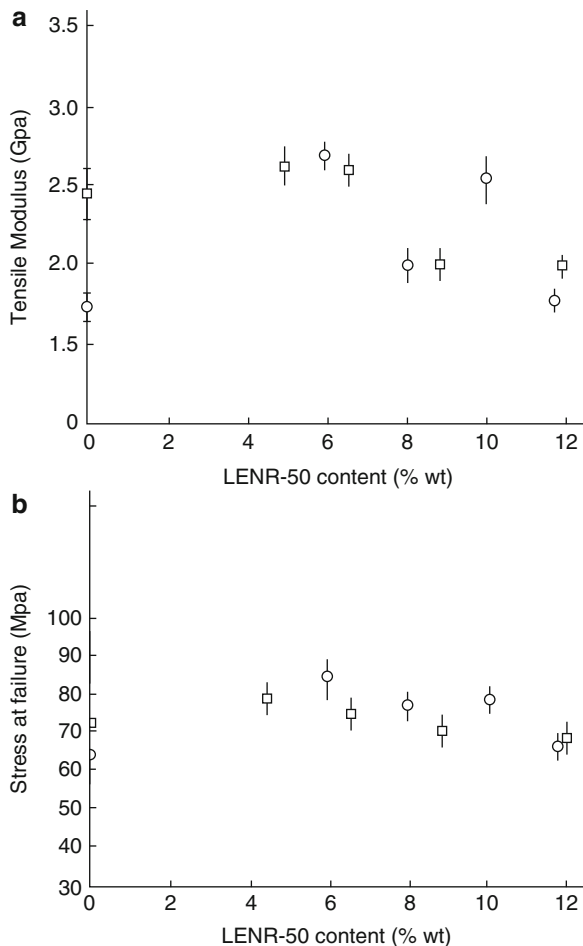 a
3.5
3.0
2.5
2.0
1.5
0
Tensile Modulus (Gpa)
0 2 4 6 8 10 12
LENR-50 content (% wt)
b
100
90
80
70
60
50
40
30
Stress at failure (Mpa)
0 2 4 6 8 10 12
LENR-50 content (% wt)